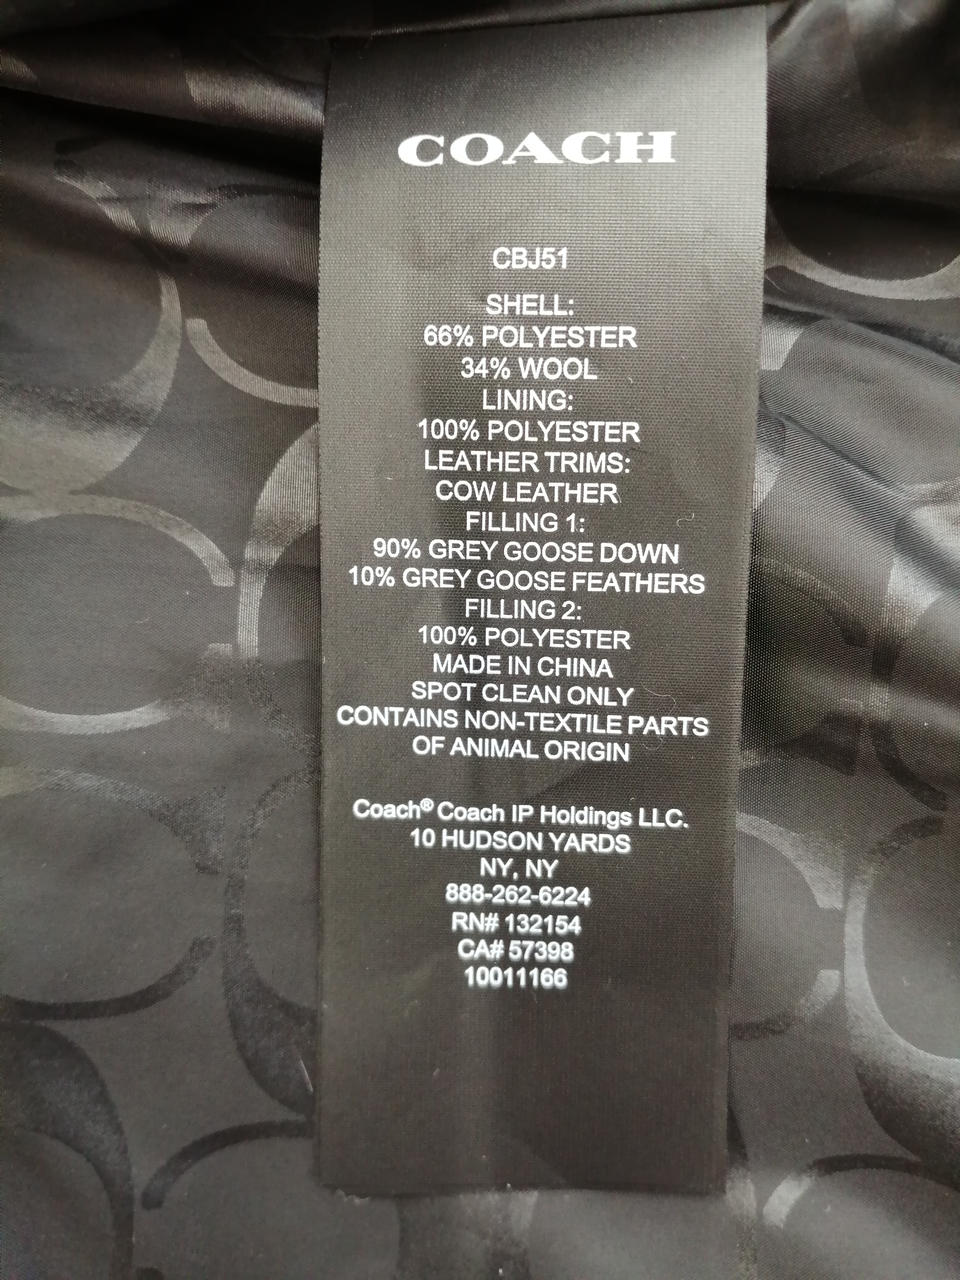 COACH
CBJ51
SHELL:
66% POLYESTER
34% WOOL
LINING:
100% POLYESTER
LEATHER TRIMS:
COW LEATHER
FILLING 1:
90% GREY GOOSE DOWN
10% GREY GOOSE FEATHERS
FILLING 2:
100% POLYESTER
MADE IN CHINA
SPOT CLEAN ONLY
CONTAINS NON-TEXTILE PARTS
OF ANIMAL ORIGIN
Coach® Coach IP Holdings LLC.
10 HUDSON YARDS
NY, NY
888-262-6224
RN# 132154
CA# 57398
10011166